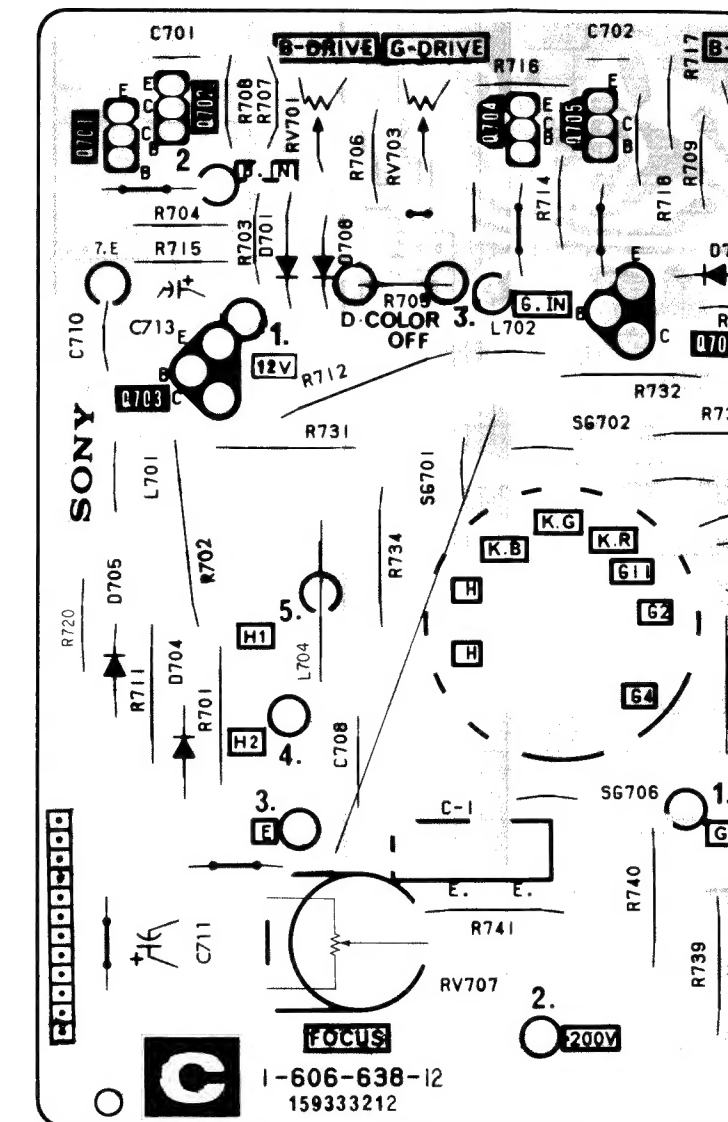 C701
C702
R717
B-DRIVE
G-DRIVE
R716
E
C
B
E
C
B
Q701
Q702
R708
R707
RV701
R706
RV703
Q704
Q705
E
C
B
E
C
B
R714
R718
R709
2
B.IN
R704
R715
R703
D701
D708
7.E
C710
C713
R705
D·COLOR
OFF
3.
G.IN
L702
E
B
C
E
B
C
1.
12V
Q703
R712
R732
R731
SG702
SG701
SONY
L701
R702
R734
K.B
K.G
K.R
G11
G2
G4
H
H
D705
R720
R711
D704
R701
5.
H1
L704
H2
4.
C708
3.
E
SG706
1.
C-1
E.
E.
R741
R740
R739
C711
+
RV707
FOCUS
2.
200V
C
1-606-638-12
159333212